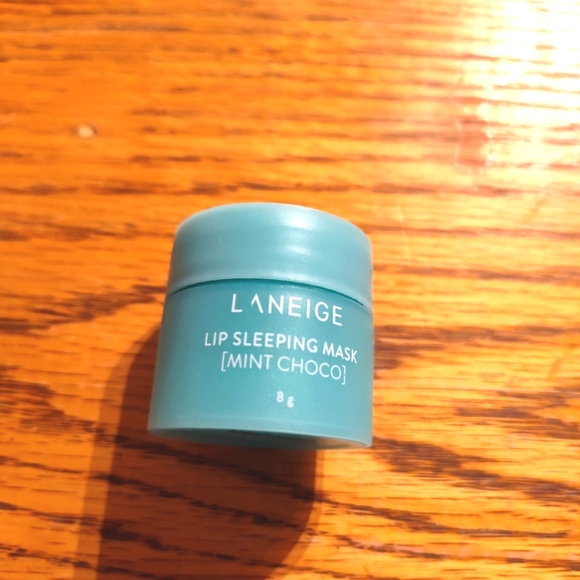 LANEIGE
LIP SLEEPING MASK
[MINT CHOCO]
8g